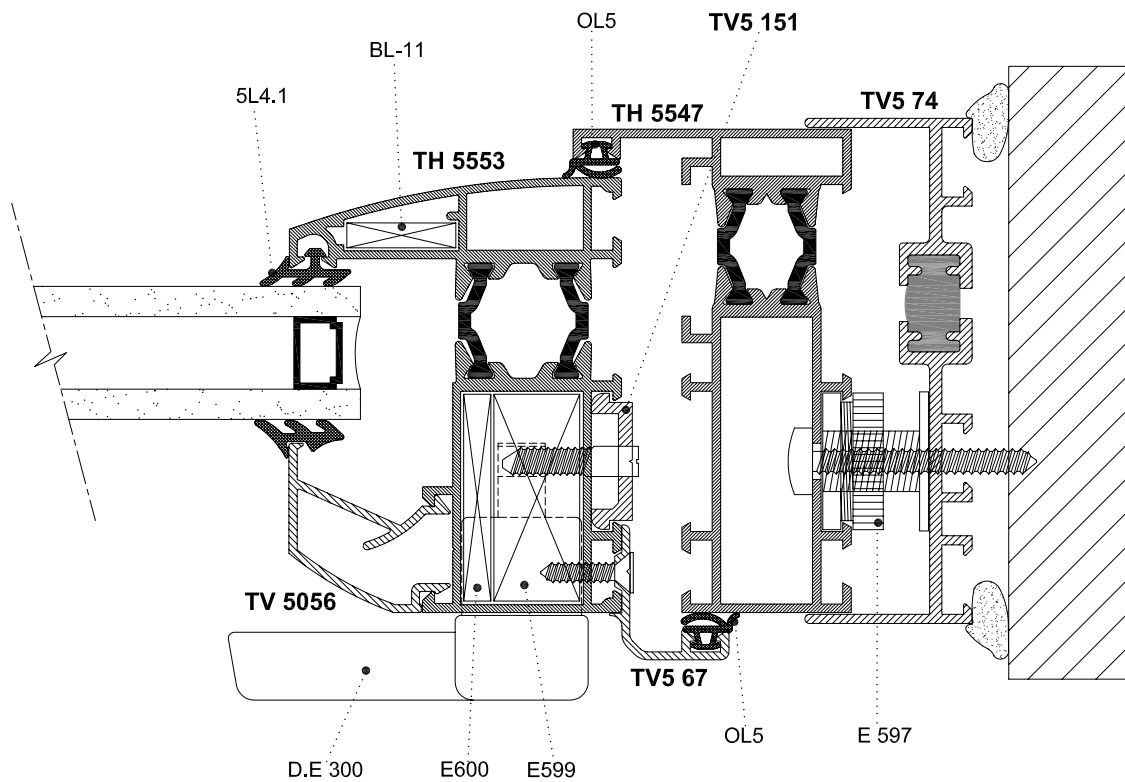 OL5
TV5 151
BL-11
5L4.1
TV5 74
TH 5547
TH 5553
TV 5056
TV5 67
OL5
E 597
D.E 300
E600
E599